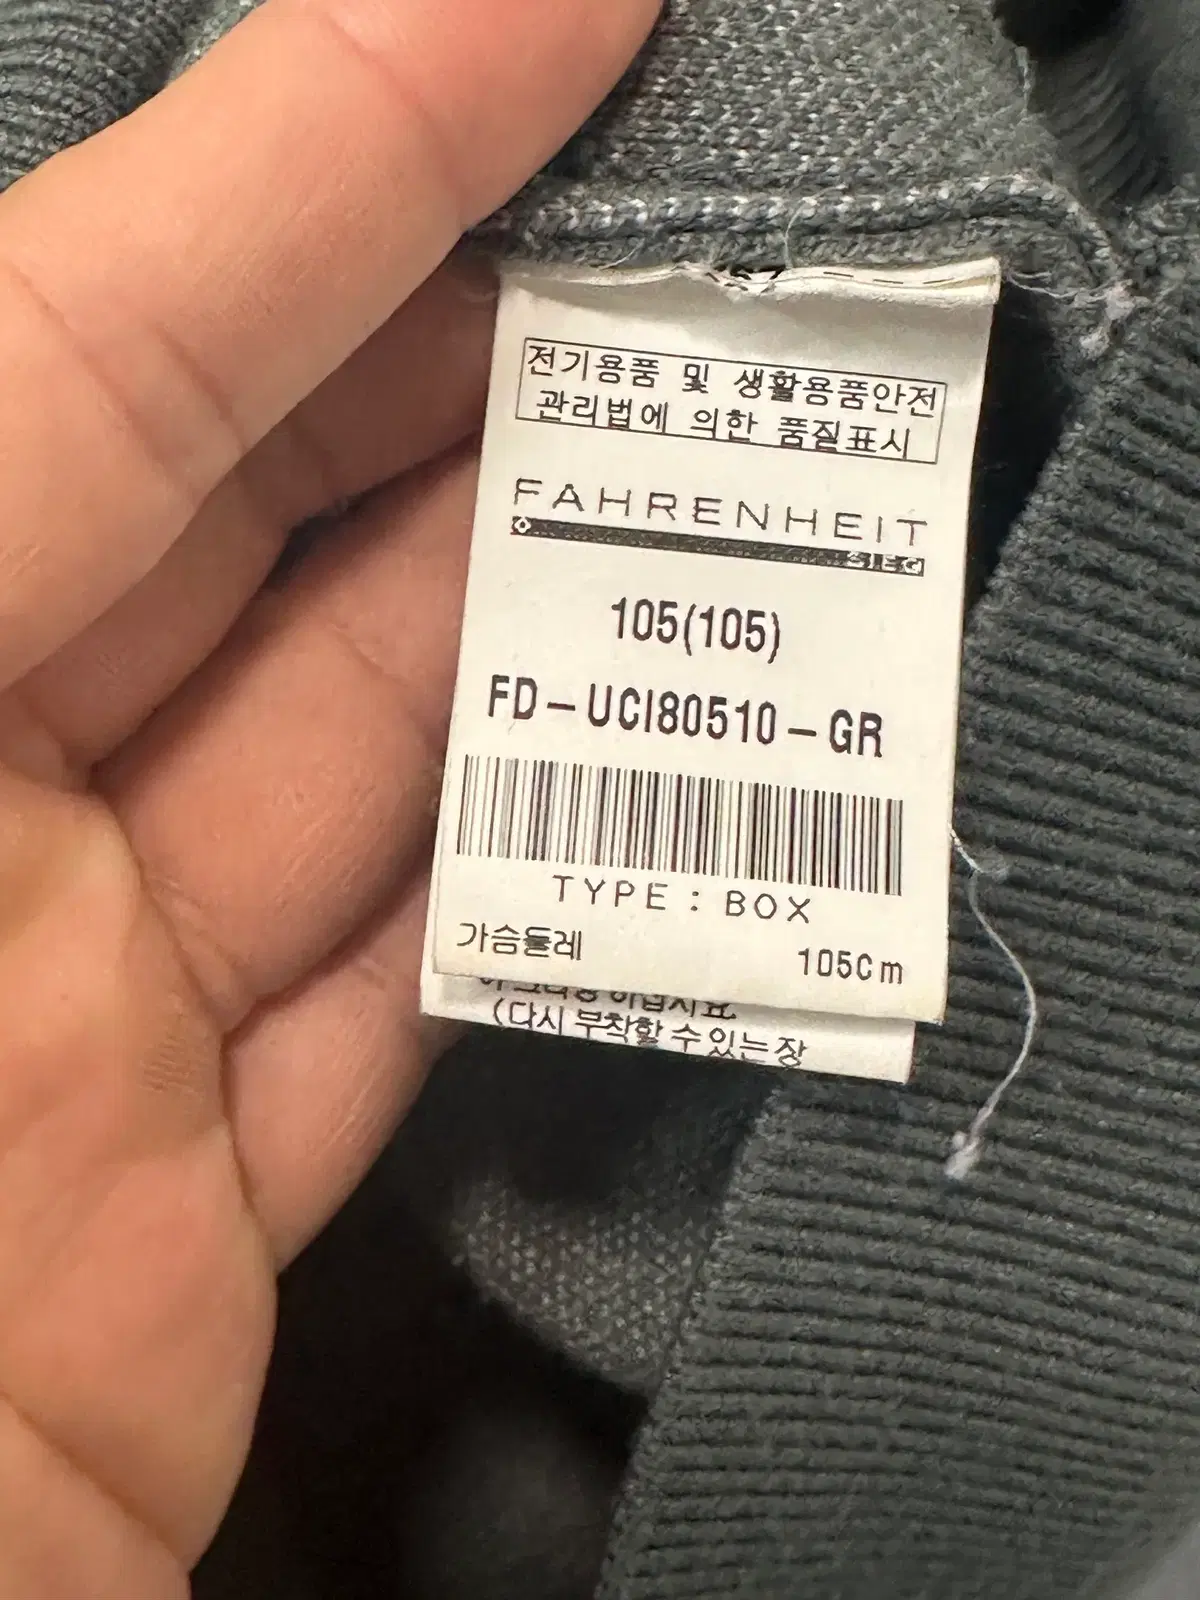 전기용품 및 생활용품안전
관리법에 의한 품질표시
FAHRENHEIT
SIEG
105(105)
FD-UCI80510-GR
TYPE : BOX
가슴둘레 105Cm
(다시 부착할 수 있는 장